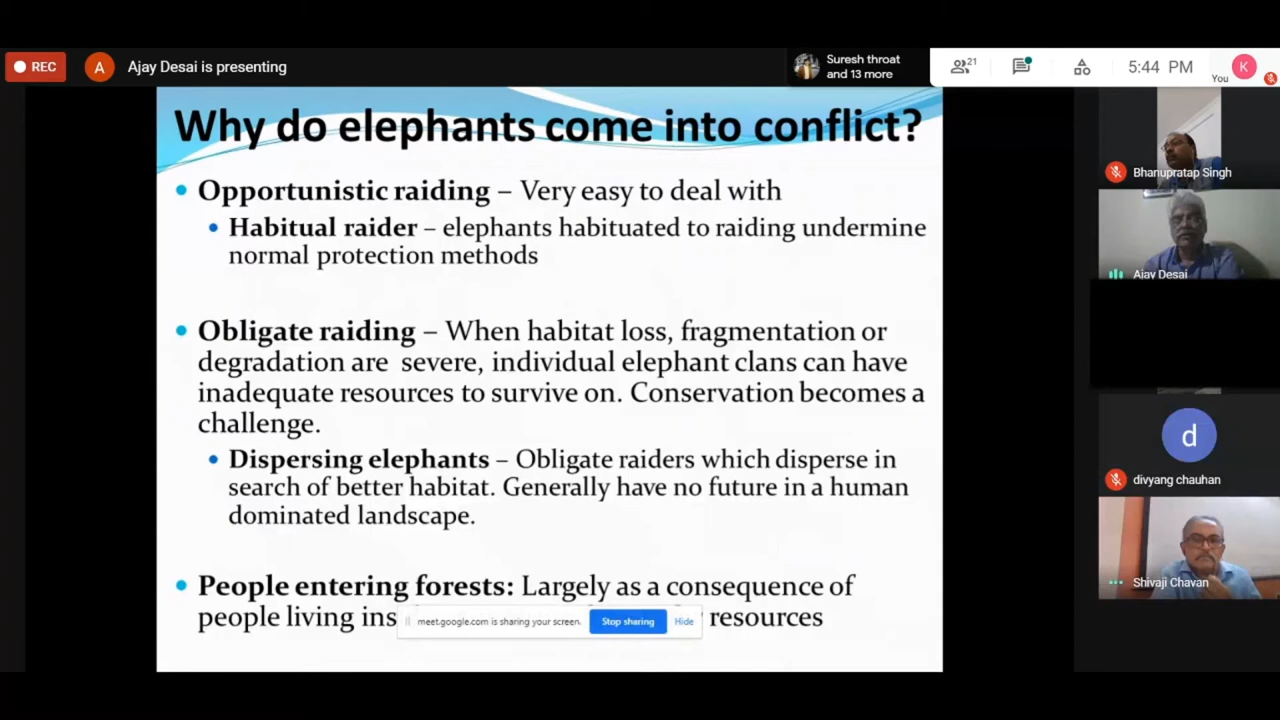 REC
A
Ajay Desai is presenting
Suresh throat
and 13 more
21
5:44 PM
You
K
Why do elephants come into conflict?
• Opportunistic raiding – Very easy to deal with
• Habitual raider – elephants habituated to raiding undermine
normal protection methods
• Obligate raiding – When habitat loss, fragmentation or
degradation are severe, individual elephant clans can have
inadequate resources to survive on. Conservation becomes a
challenge.
• Dispersing elephants – Obligate raiders which disperse in
search of better habitat. Generally have no future in a human
dominated landscape.
• People entering forests: Largely as a consequence of
people living ins resources
meet.google.com is sharing your screen.
Stop sharing
Hide
Bhanupratap Singh
Ajay Desai
d
divyang chauhan
Shivaji Chavan